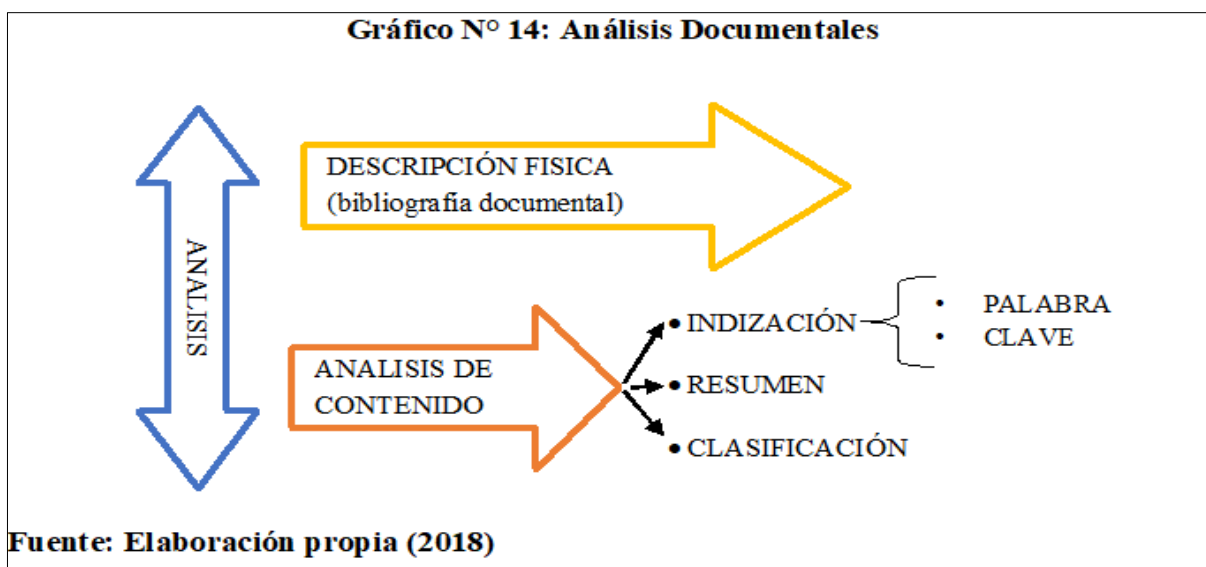 Gráfico N° 14: Análisis Documentales
ANALISIS
DESCRIPCIÓN FISICA
(bibliografía documental)
ANALISIS DE
CONTENIDO
• INDIZACIÓN
• PALABRA
• CLAVE
• RESUMEN
• CLASIFICACIÓN
Fuente: Elaboración propia (2018)